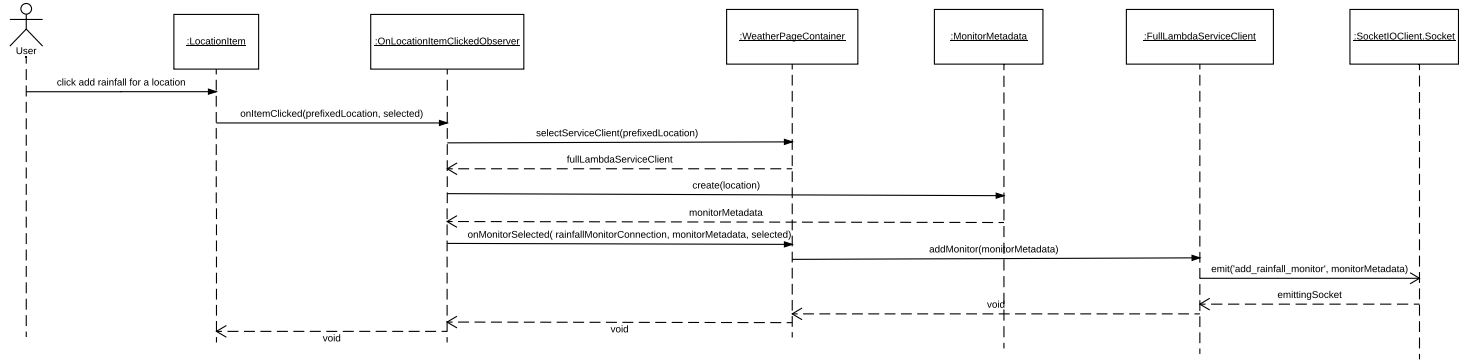 User
:LocationItem
:OnLocationItemClickedObserver
:WeatherPageContainer
:MonitorMetadata
:FullLambdaServiceClient
:SocketIOClient.Socket
click add rainfall for a location
onItemClicked(prefixedLocation, selected)
selectServiceClient(prefixedLocation)
fullLambdaServiceClient
create(location)
monitorMetadata
onMonitorSelected( rainfallMonitorConnection, monitorMetadata, selected)
addMonitor(monitorMetadata)
emit('add_rainfall_monitor', monitorMetadata)
emittingSocket
void
void
void